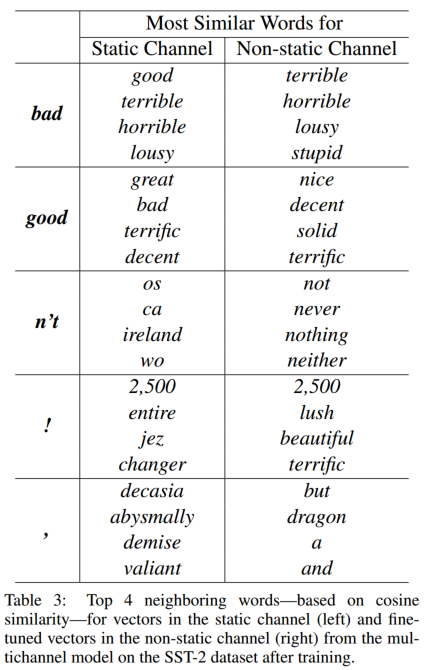 Most Similar Words for
Static Channel Non-static Channel
bad
good terrible
terrible horrible
horrible lousy
lousy stupid
good
great nice
bad decent
terrific solid
decent terrific
n't
os not
ca never
ireland nothing
wo neither
!
2,500 2,500
entire lush
jez beautiful
changer terrific
,
decasia but
abysmally dragon
demise a
valiant and
Table 3: Top 4 neighboring words—based on cosine
similarity—for vectors in the static channel (left) and fine-
tuned vectors in the non-static channel (right) from the mul-
tichannel model on the SST-2 dataset after training.